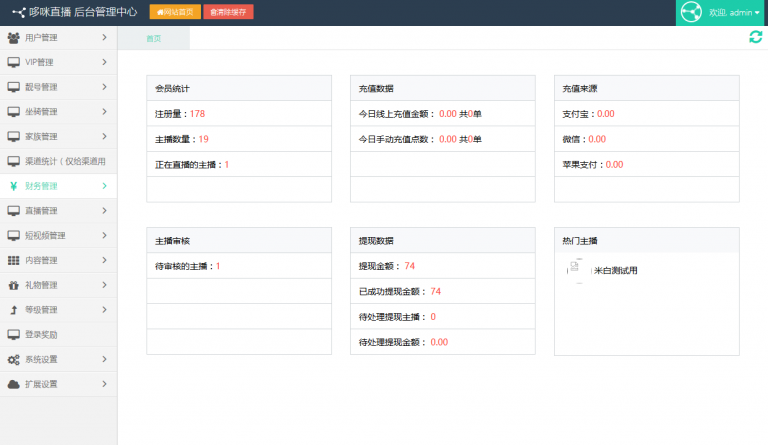 哆咪直播 后台管理中心
网站首页
清除缓存
欢迎, admin
用户管理
VIP管理
靓号管理
坐骑管理
家族管理
渠道统计（仅给渠道用
财务管理
直播管理
短视频管理
内容管理
礼物管理
等级管理
登录奖励
系统设置
扩展设置
首页
会员统计
注册量：178
主播数量：19
正在直播的主播：1
充值数据
今日线上充值金额： 0.00 共0单
今日手动充值点数： 0.00 共0单
充值来源
支付宝：0.00
微信：0.00
苹果支付：0.00
主播审核
待审核的主播：1
提现数据
提现金额： 74
已成功提现金额： 74
待处理提现主播： 0
待处理提现金额： 0.00
热门主播
米白测试用